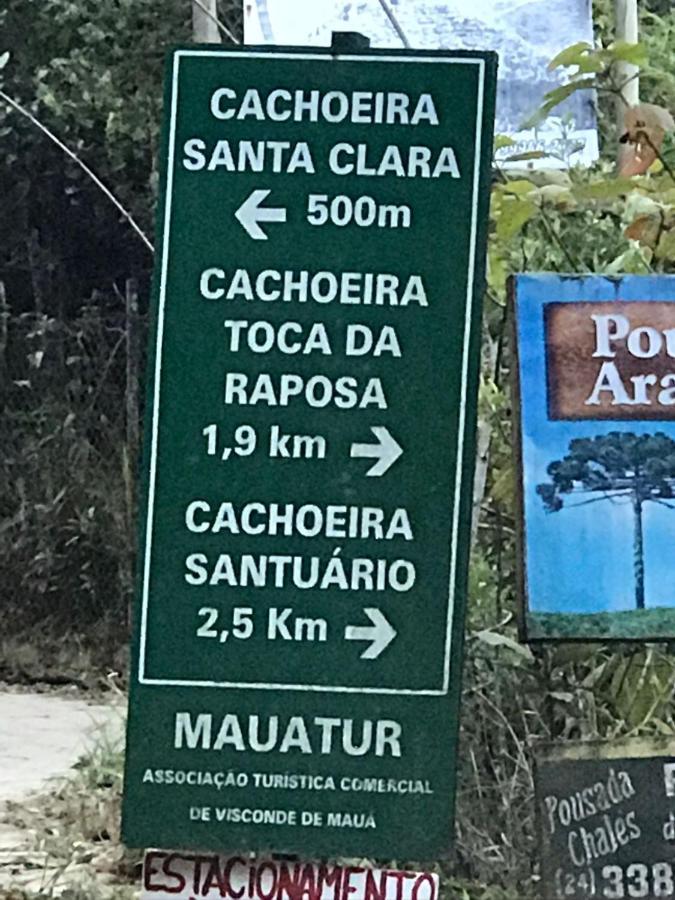 CACHOEIRA
SANTA CLARA
← 500m
CACHOEIRA
TOCA DA
RAPOSA
1,9 km →
CACHOEIRA
SANTUÁRIO
2,5 Km →
MAUATUR
ASSOCIAÇÃO TURÍSTICA COMERCIAL
DE VISCONDE DE MAUÁ
ESTACIONAMENTO
Pou
Ara
Pousada
Chales
(24) 338